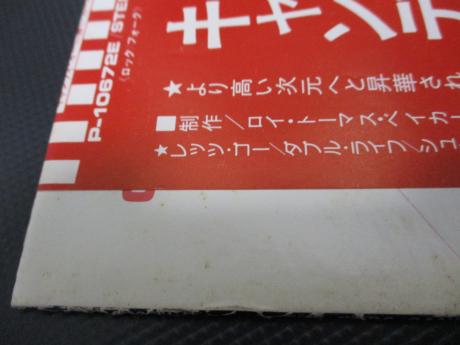 P-10672E/STE
(ロック フォーク)
キャン
★より高い次元へと昇華され
■制作/ロイ・トーマス・ベイカー
★レッツ・ゴー/ダブル・ライフ/シュ